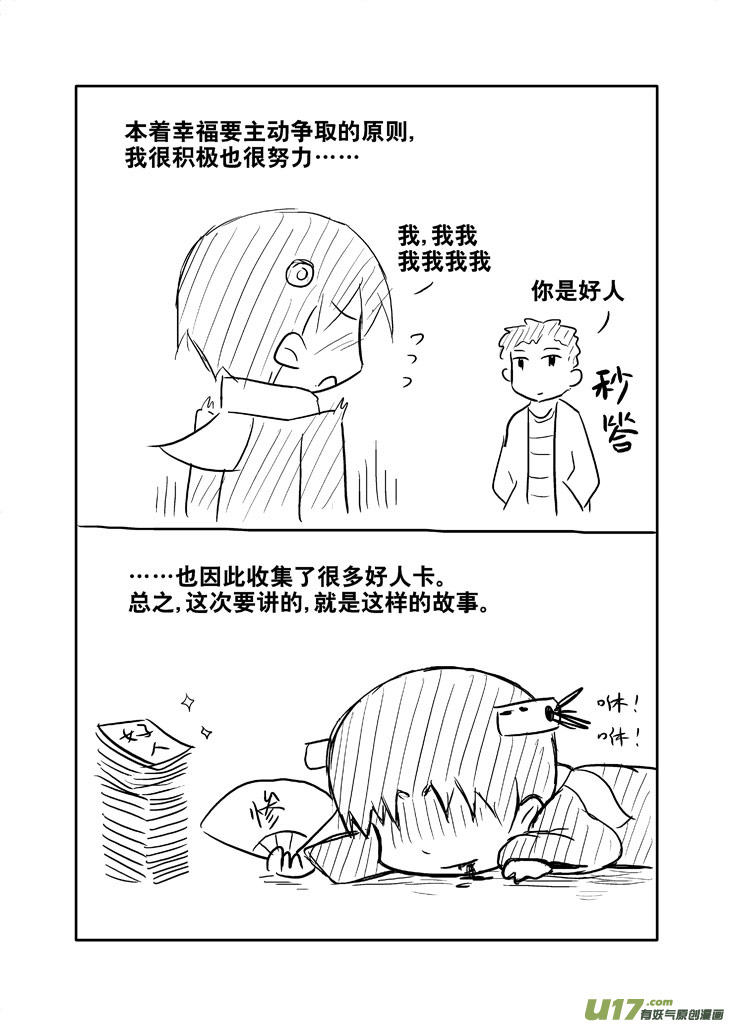 本着幸福要主动争取的原则,
我很积极也很努力……
我,我我
我我我我
你是好人
秒答
……也因此收集了很多好人卡。
总之,这次要讲的,就是这样的故事。
好人
惨
咻!
咻!
U17.com
有妖气原创漫画